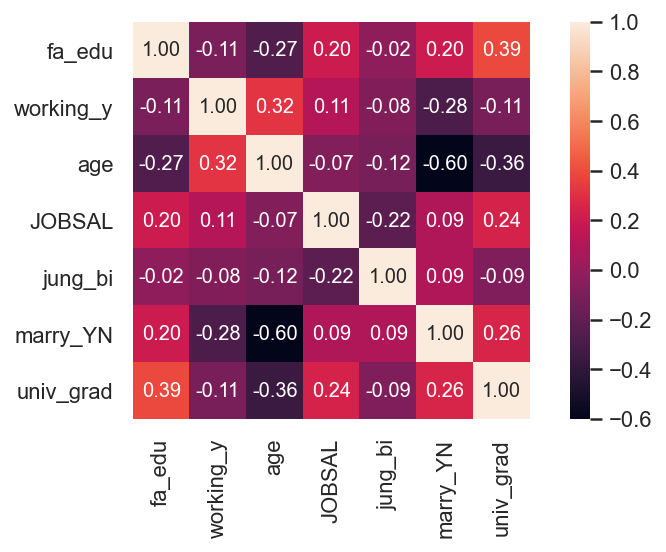 fa_edu 1.00 -0.11 -0.27 0.20 -0.02 0.20 0.39
working_y -0.11 1.00 0.32 0.11 -0.08 -0.28 -0.11
age -0.27 0.32 1.00 -0.07 -0.12 -0.60 -0.36
JOBSAL 0.20 0.11 -0.07 1.00 -0.22 0.09 0.24
jung_bi -0.02 -0.08 -0.12 -0.22 1.00 0.09 -0.09
marry_YN 0.20 -0.28 -0.60 0.09 0.09 1.00 0.26
univ_grad 0.39 -0.11 -0.36 0.24 -0.09 0.26 1.00
fa_edu working_y age JOBSAL jung_bi marry_YN univ_grad
1.0
0.8
0.6
0.4
0.2
0.0
−0.2
−0.4
−0.6